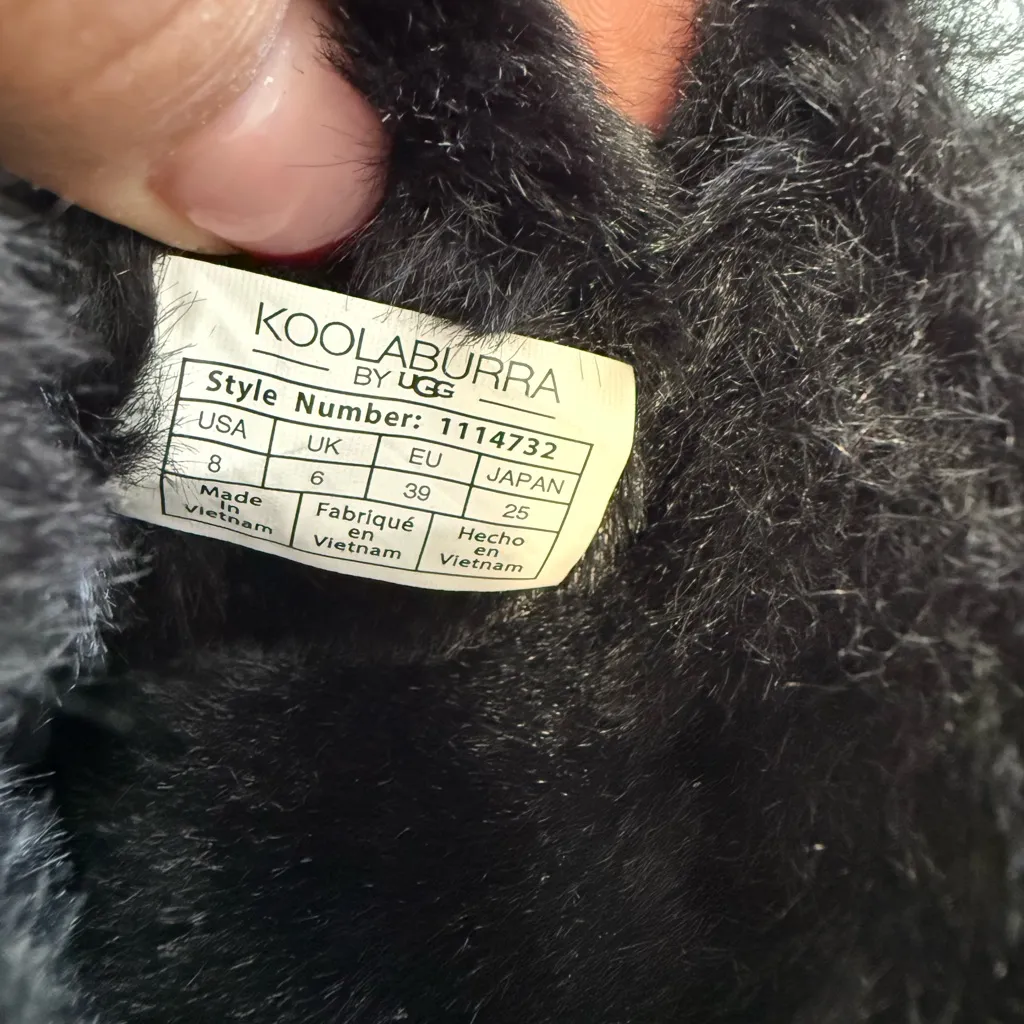 KOOLABURRA
BY UGG
Style Number: 1114732
USA UK EU JAPAN
8 6 39 25
Made Fabriqué Hecho
In en en
Vietnam Vietnam Vietnam